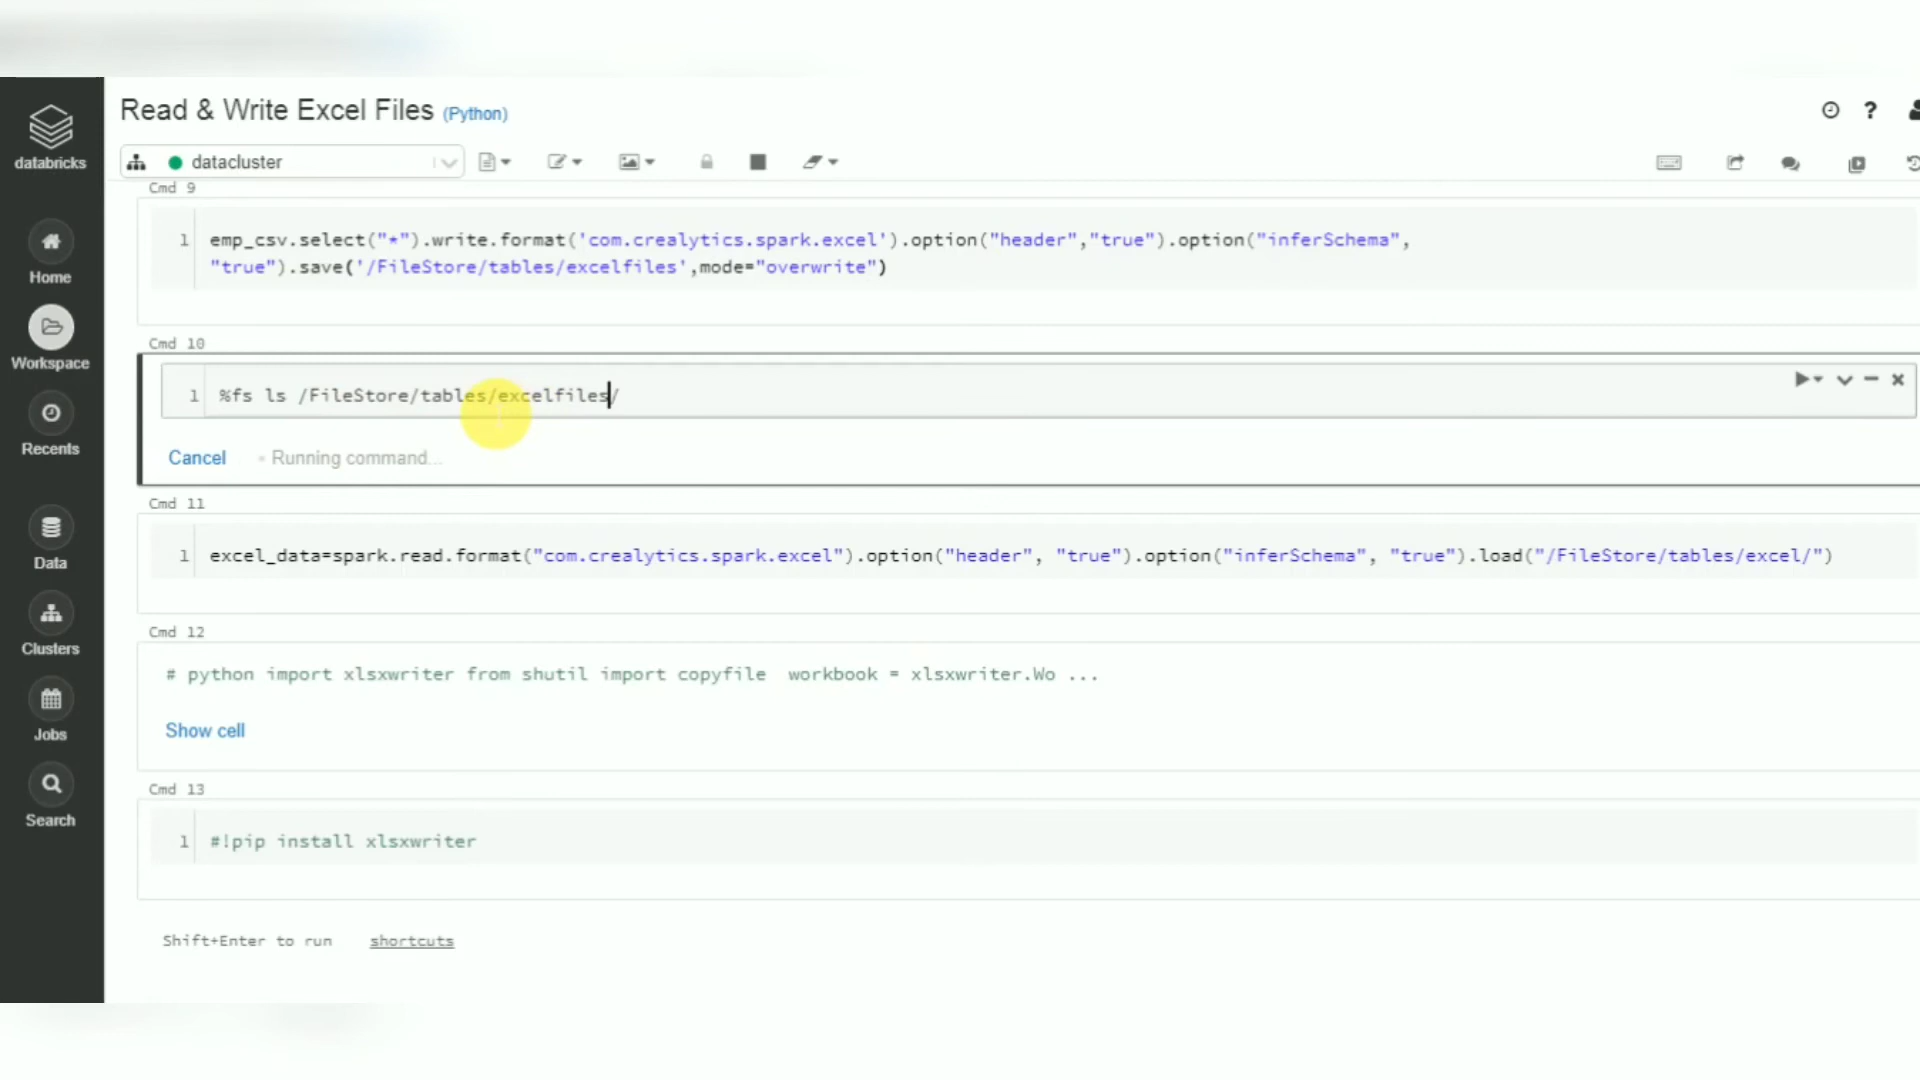 Read & Write Excel Files (Python)
databricks
datacluster
Cmd 9
1 emp_csv.select("*").write.format('com.crealytics.spark.excel').option("header","true").option("inferSchema",
"true").save('/FileStore/tables/excelfiles',mode="overwrite")
Home
Cmd 10
Workspace
1 %fs ls /FileStore/tables/excelfiles/
Recents
Cancel Running command...
Cmd 11
1 excel_data=spark.read.format("com.crealytics.spark.excel").option("header", "true").option("inferSchema", "true").load("/FileStore/tables/excel/")
Data
Cmd 12
Clusters
# python import xlsxwriter from shutil import copyfile  workbook = xlsxwriter.Wo ...
Show cell
Jobs
Cmd 13
Search
1 #!pip install xlsxwriter
Shift+Enter to run shortcuts